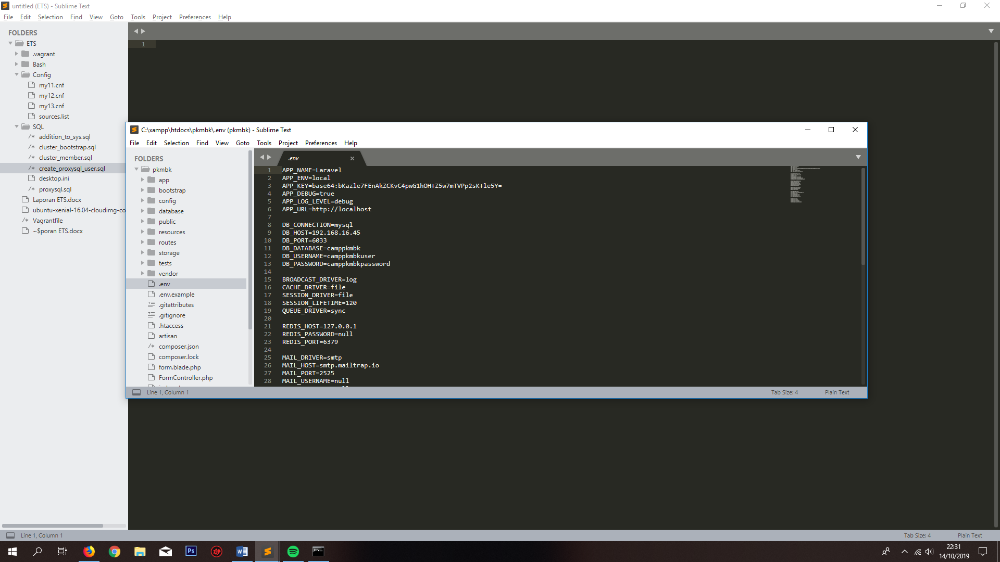 untitled (ETS) - Sublime Text
File Edit Selection Find View Goto Tools Project Preferences Help
FOLDERS
ETS
.vagrant
Bash
Config
my11.cnf
my12.cnf
my13.cnf
sources.list
SQL
addition_to_sys.sql
cluster_bootstrap.sql
cluster_member.sql
create_proxysql_user.sql
desktop.ini
proxysql.sql
Laporan ETS.docx
ubuntu-xenial-16.04-cloudimg-co
Vagrantfile
~$poran ETS.docx
1
C:\xampp\htdocs\pkmbk\.env (pkmbk) - Sublime Text
File Edit Selection Find View Goto Tools Project Preferences Help
FOLDERS
pkmbk
app
bootstrap
config
database
public
resources
routes
storage
tests
vendor
.env
.env.example
.gitattributes
.gitignore
.htaccess
artisan
composer.json
composer.lock
form.blade.php
FormController.php
.env
1 APP_NAME=Laravel
2 APP_ENV=local
3 APP_KEY=base64:bKazle7FEnAkZCKvC4pwG1hOH+Z5w7mTVPp2sK+le5Y=
4 APP_DEBUG=true
5 APP_LOG_LEVEL=debug
6 APP_URL=http://localhost
7
8 DB_CONNECTION=mysql
9 DB_HOST=192.168.16.45
10 DB_PORT=6033
11 DB_DATABASE=camppkmbk
12 DB_USERNAME=camppkmbkuser
13 DB_PASSWORD=camppkmbkpassword
14
15 BROADCAST_DRIVER=log
16 CACHE_DRIVER=file
17 SESSION_DRIVER=file
18 SESSION_LIFETIME=120
19 QUEUE_DRIVER=sync
20
21 REDIS_HOST=127.0.0.1
22 REDIS_PASSWORD=null
23 REDIS_PORT=6379
24
25 MAIL_DRIVER=smtp
26 MAIL_HOST=smtp.mailtrap.io
27 MAIL_PORT=2525
28 MAIL_USERNAME=null
Line 1, Column 1 Tab Size: 4 Plain Text
Line 1, Column 1 Tab Size: 4 Plain Text
Ps
22:31
14/10/2019